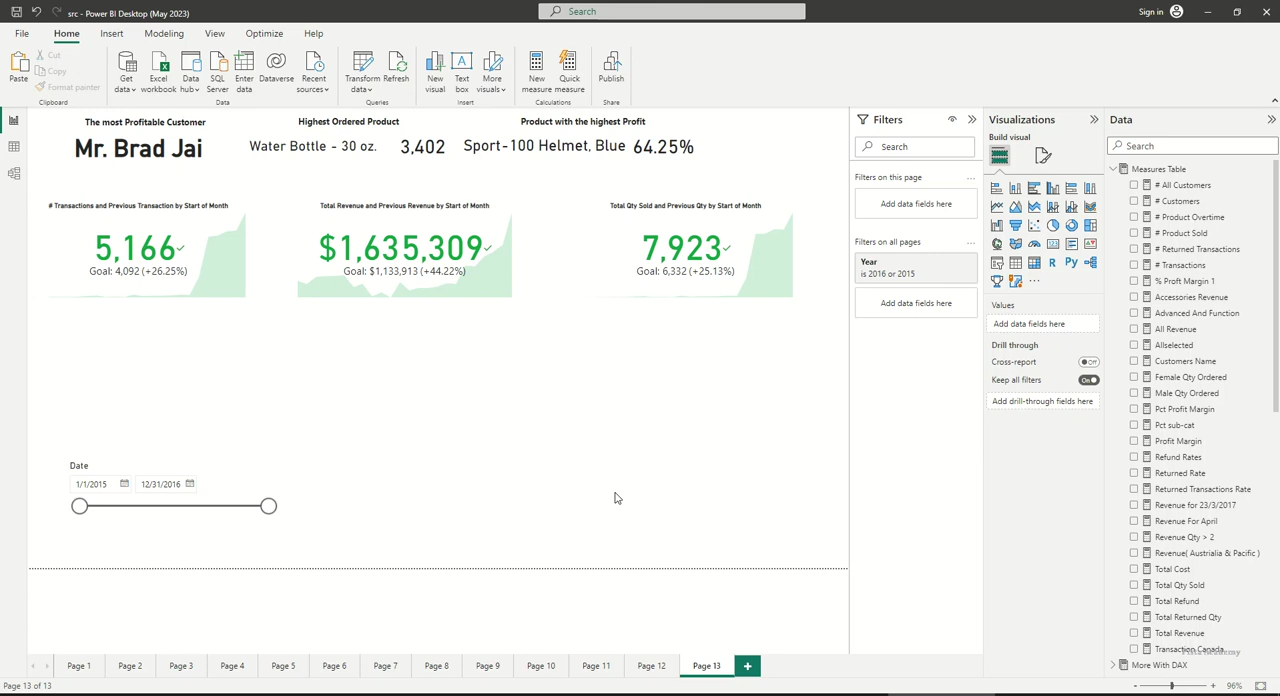 src - Power BI Desktop (May 2023)
Search
Sign in
File
Home
Insert
Modeling
View
Optimize
Help
Paste
Cut
Copy
Format painter
Clipboard
Get data
Excel workbook
Data hub
SQL Server
Enter data
Dataverse
Recent sources
Data
Transform data
Refresh
Queries
New visual
Text box
More visuals
Insert
New measure
Quick measure
Calculations
Publish
Share
The most Profitable Customer
Mr. Brad Jai
Highest Ordered Product
Water Bottle - 30 oz. 3,402
Product with the highest Profit
Sport-100 Helmet, Blue 64.25%
# Transactions and Previous Transaction by Start of Month
5,166
Goal: 4,092 (+26.25%)
Total Revenue and Previous Revenue by Start of Month
$1,635,309
Goal: $1,133,913 (+44.22%)
Total Qty Sold and Previous Qty by Start of Month
7,923
Goal: 6,332 (+25.13%)
Date
1/1/2015
12/31/2016
Filters
Search
Filters on this page
...
Add data fields here
Filters on all pages
...
Year
is 2016 or 2015
Add data fields here
Visualizations
Build visual
R
Py
...
Values
Add data fields here
Drill through
Cross-report
Off
Keep all filters
On
Add drill-through fields here
Data
Search
Measures Table
# All Customers
# Customers
# Product Overtime
# Product Sold
# Returned Transactions
# Transactions
% Proft Margin 1
Accessories Revenue
Advanced And Function
All Revenue
Allselected
Customers Name
Female Qty Ordered
Male Qty Ordered
Pct Profit Margin
Pct sub-cat
Profit Margin
Refund Rates
Returned Rate
Returned Transactions Rate
Revenue for 23/3/2017
Revenue For April
Revenue Qty > 2
Revenue( Austrialia & Pacific )
Total Cost
Total Qty Sold
Total Refund
Total Returned Qty
Total Revenue
Transaction Canada
More With DAX
Page 1
Page 2
Page 3
Page 4
Page 5
Page 6
Page 7
Page 8
Page 9
Page 10
Page 11
Page 12
Page 13
+
Page 13 of 13
- + 96%